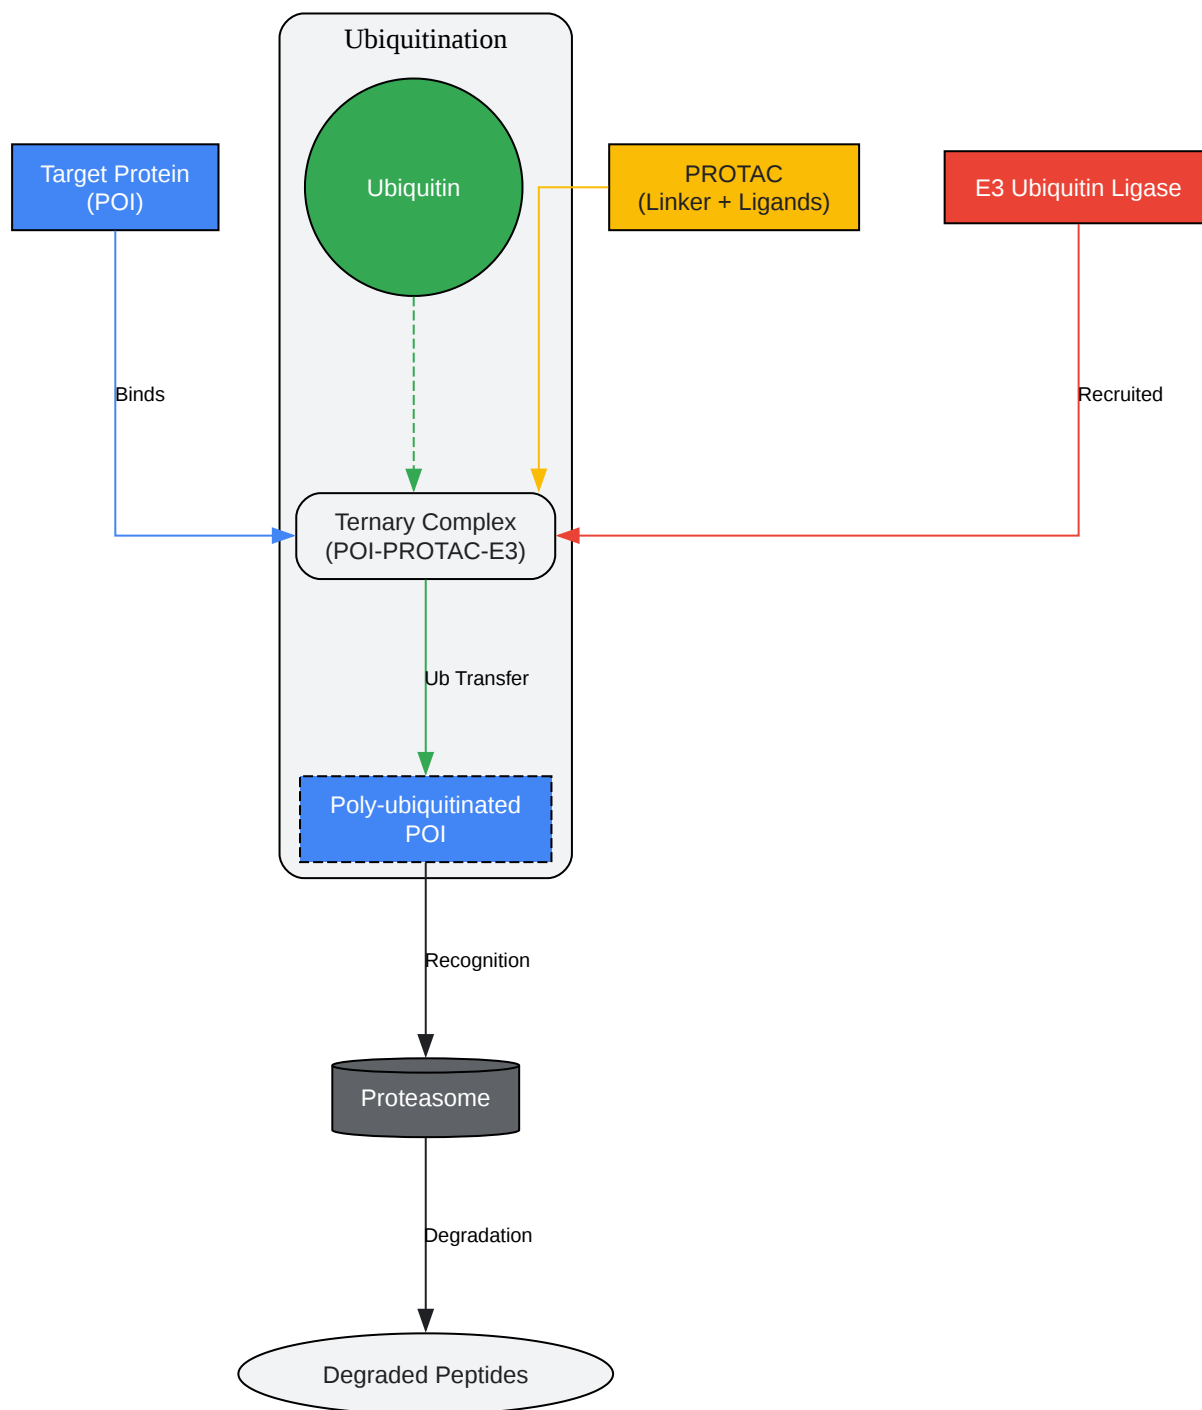 Ubiquitination
Target Protein
(POI)
Ubiquitin
PROTAC
(Linker + Ligands)
E3 Ubiquitin Ligase
Binds
Recruited
Ternary Complex
(POI-PROTAC-E3)
Ub Transfer
Poly-ubiquitinated
POI
Recognition
Proteasome
Degradation
Degraded Peptides